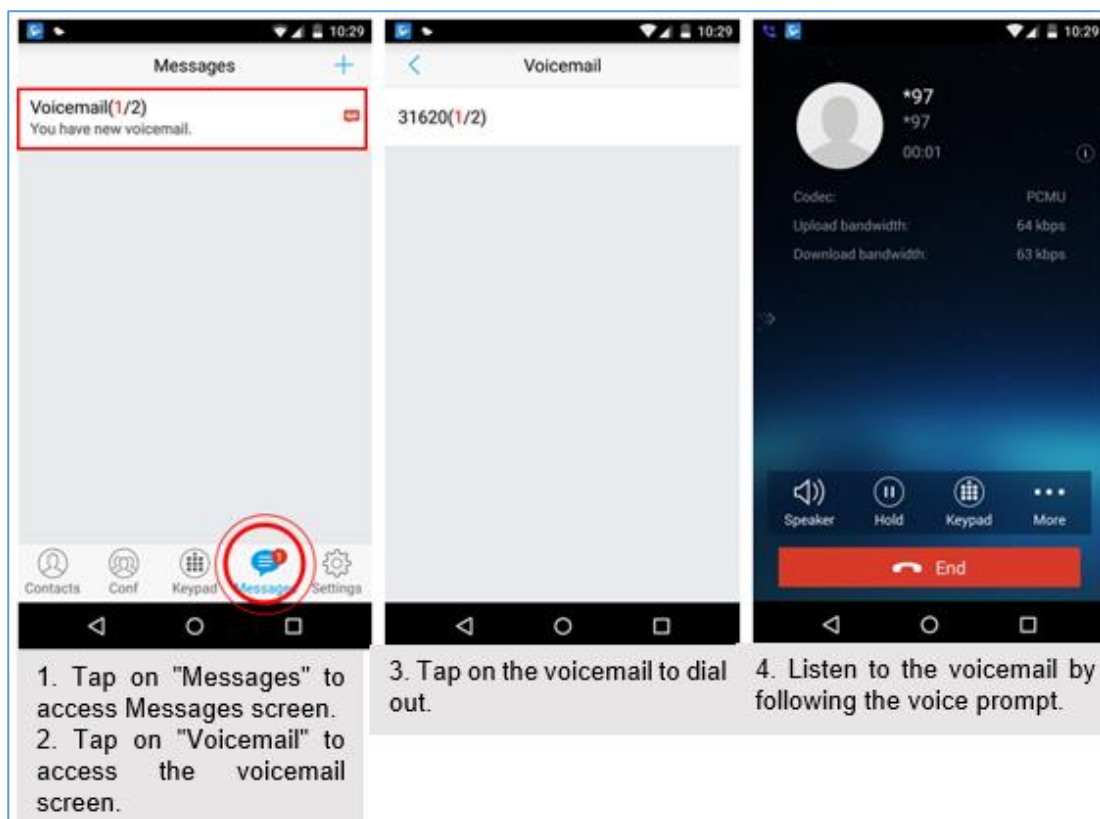 10:29
Messages
+
Voicemail(1/2)
You have new voicemail.
1
Contacts
Conf
Keypad
Messages
Settings
1. Tap on "Messages" to
access Messages screen.
2. Tap on "Voicemail" to
access the voicemail
screen.
10:29
Voicemail
31620(1/2)
3. Tap on the voicemail to dial
out.
10:29
*97
*97
00:01
Codec: PCMU
Upload bandwidth: 64 kbps
Download bandwidth: 63 kbps
Speaker Hold Keypad More
End
4. Listen to the voicemail by
following the voice prompt.